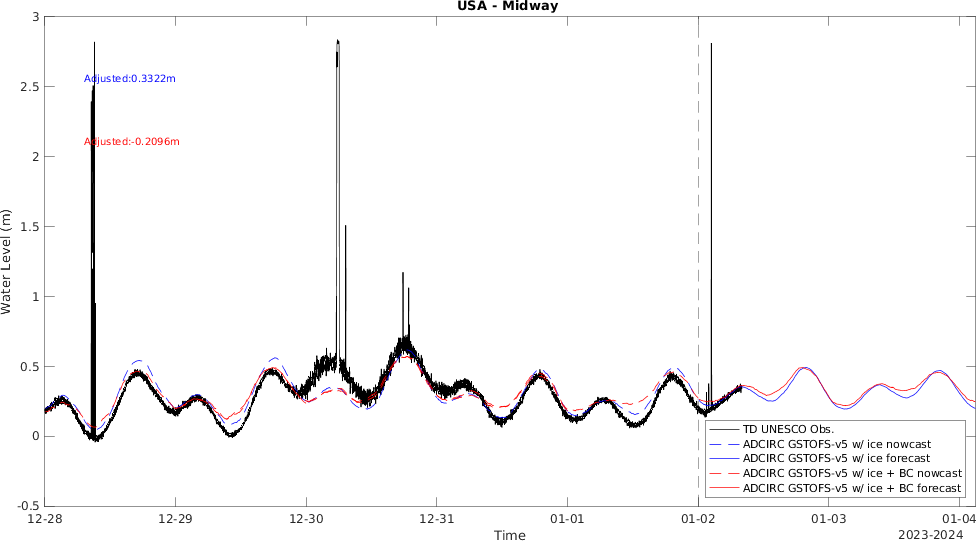 USA - Midway
3
2.5
2
1.5
1
0.5
0
-0.5
Water Level (m)
Adjusted:0.3322m
Adjusted:-0.2096m
TD UNESCO Obs.
ADCIRC GSTOFS-v5 w/ ice nowcast
ADCIRC GSTOFS-v5 w/ ice forecast
ADCIRC GSTOFS-v5 w/ ice + BC nowcast
ADCIRC GSTOFS-v5 w/ ice + BC forecast
12-28 12-29 12-30 12-31 01-01 01-02 01-03 01-04
Time
2023-2024